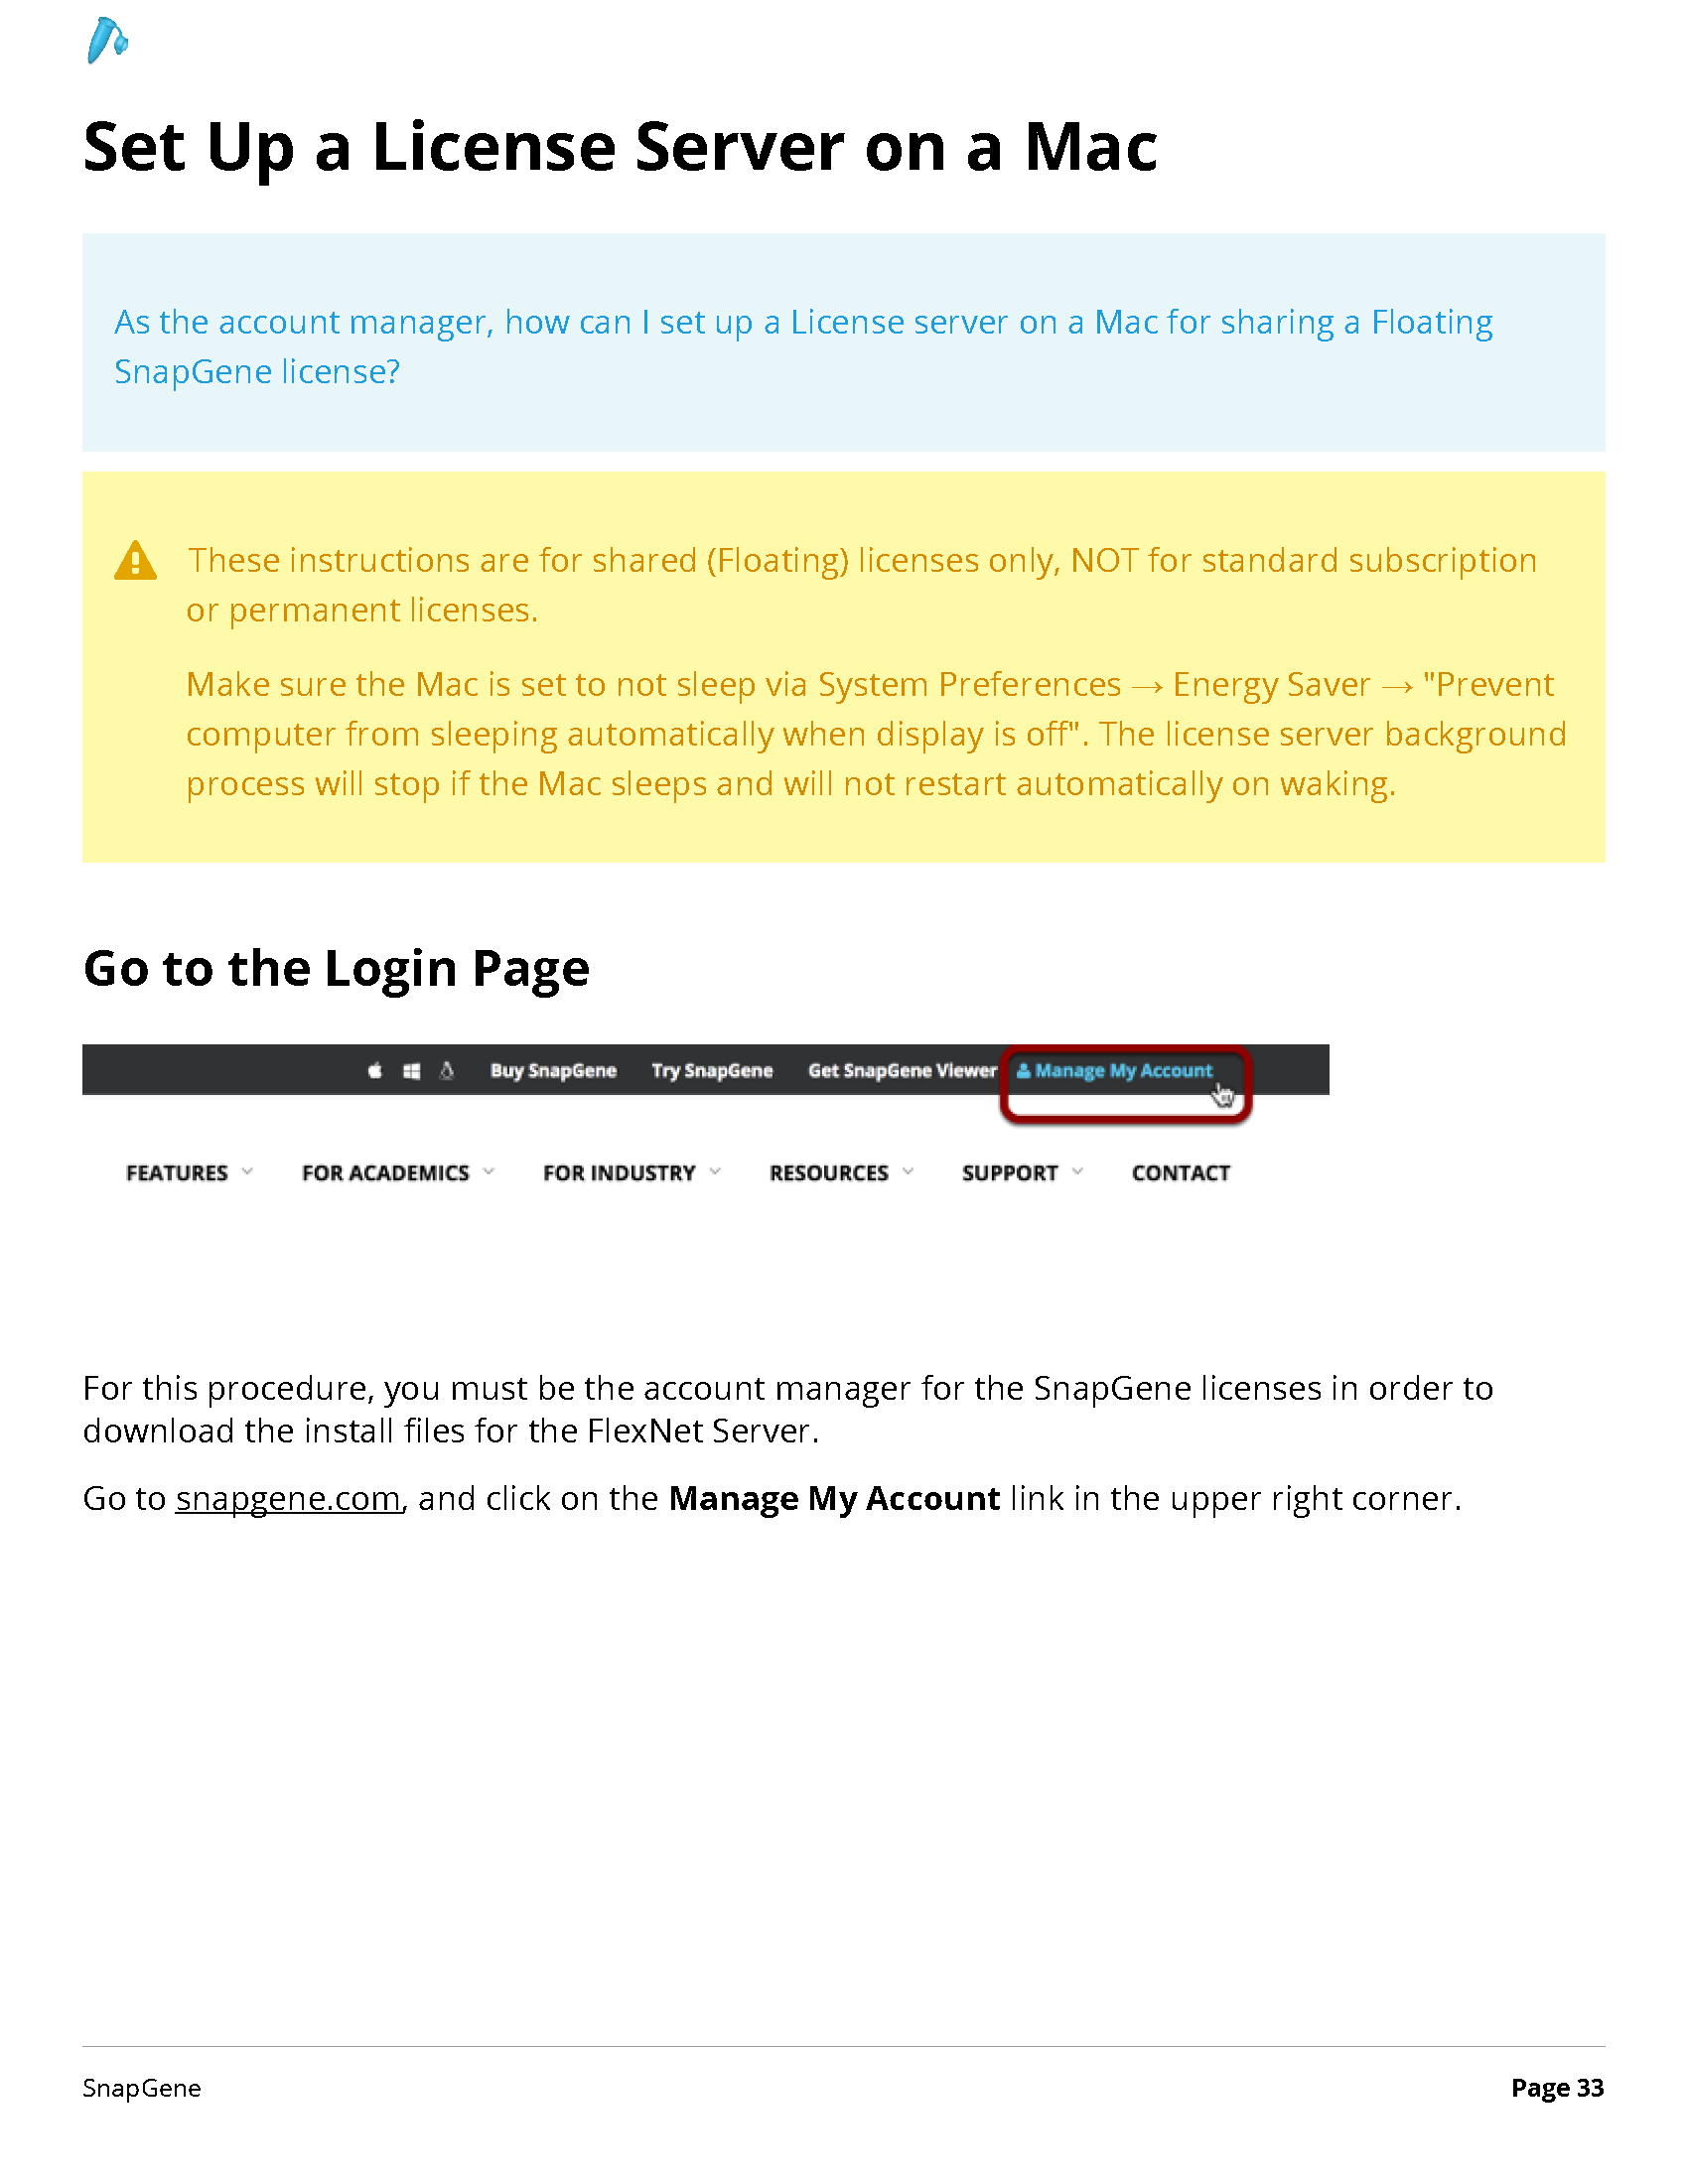 Set Up a License Server on a Mac
As the account manager, how can I set up a License server on a Mac for sharing a Floating
SnapGene license?
These instructions are for shared (Floating) licenses only, NOT for standard subscription
or permanent licenses.
Make sure the Mac is set to not sleep via System Preferences → Energy Saver → "Prevent
computer from sleeping automatically when display is off". The license server background
process will stop if the Mac sleeps and will not restart automatically on waking.
Go to the Login Page
Buy SnapGene Try SnapGene Get SnapGene Viewer Manage My Account
FEATURES FOR ACADEMICS FOR INDUSTRY RESOURCES SUPPORT CONTACT
For this procedure, you must be the account manager for the SnapGene licenses in order to
download the install files for the FlexNet Server.
Go to snapgene.com, and click on the Manage My Account link in the upper right corner.
SnapGene Page 33